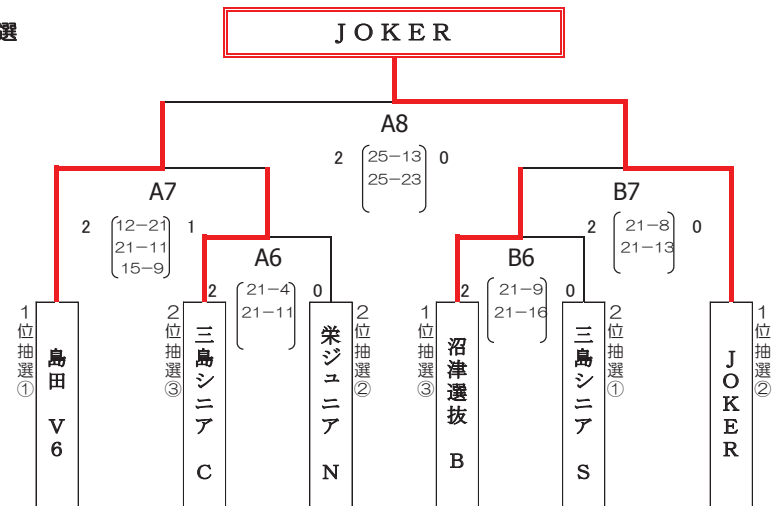 選
JOKER
A8
2 25-13 0
25-23
A7
2 12-21 1
21-11
15-9
B7
2 21-8 0
21-13
A6
2 21-4 0
21-11
B6
2 21-9 0
21-16
1位抽選①
島田 V6
2位抽選③
三島シニア C
栄ジュニア N
2位抽選②
1位抽選③
沼津選抜 B
三島シニア S
2位抽選①
JOKER
1位抽選②